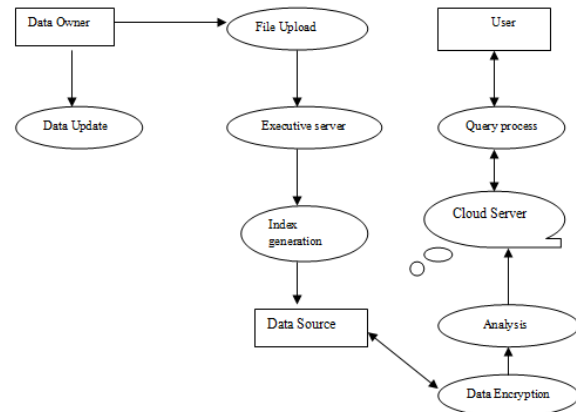 Data Owner
File Upload
User
Data Update
Executive server
Query process
Index
generation
Cloud Server
Data Source
Analysis
Data Encryption